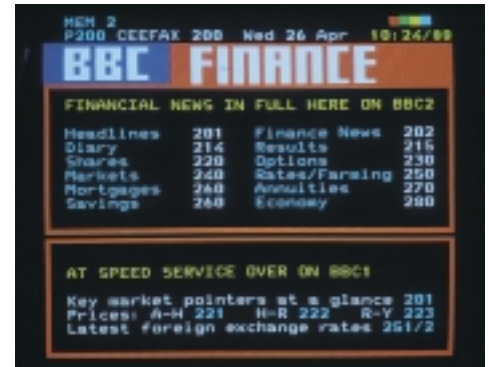 MEM 2
P200 CEEFAX 200 Wed 26 Apr 10:24/00
BBC FINANCE
FINANCIAL NEWS IN FULL HERE ON BBC2
Headlines 201 Finance News 202
Diary 214 Results 215
Shares 220 Options 230
Markets 240 Rates/Farming 250
Mortgages 260 Annuities 270
Savings 260 Economy 280
AT SPEED SERVICE OVER ON BBC1
Key market pointers at a glance 201
Prices: A-H 221 H-R 222 R-Y 223
Latest foreign exchange rates 251/2